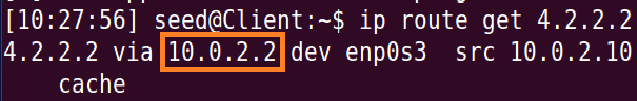 [10:27:56] seed@Client:~$ ip route get 4.2.2.2
4.2.2.2 via 10.0.2.2 dev enp0s3  src 10.0.2.10
    cache